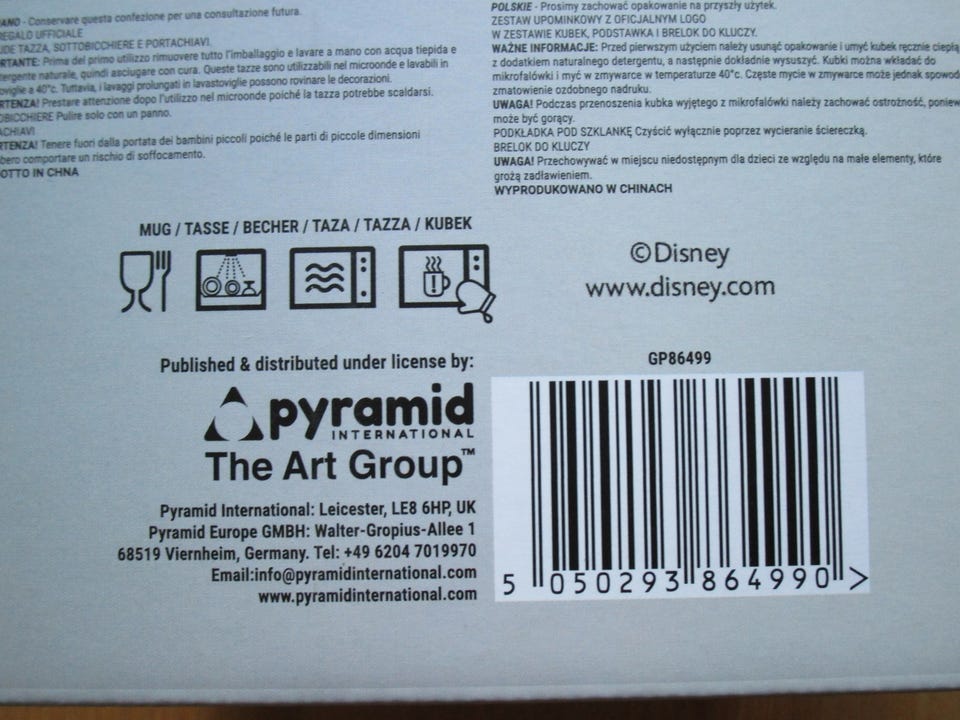 ANO - Conservare questa confezione per una consultazione futura.
REGALO UFFICIALE
UDE TAZZA, SOTTOBICCHIERE E PORTACHIAVI.
RTANTE: Prima del primo utilizzo rimuovere tutto l'imballaggio e lavare a mano con acqua tiepida e
tergente naturale, quindi asciugare con cura. Queste tazze sono utilizzabili nel microonde e lavabili in
oviglie a 40°c. Tuttavia, i lavaggi prolungati in lavastoviglie possono rovinare le decorazioni.
RTENZA! Prestare attenzione dopo l'utilizzo nel microonde poiché la tazza potrebbe scaldarsi.
OBICCHIERE Pulire solo con un panno.
ACHIAVI
RTENZA! Tenere fuori dalla portata dei bambini piccoli poiché le parti di piccole dimensioni
bero comportare un rischio di soffocamento.
OTTO IN CHNA
POLSKIE - Prosimy zachować opakowanie na przyszły użytek.
ZESTAW UPOMINKOWY Z OFICJALNYM LOGO
W ZESTAWIE KUBEK, PODSTAWKA I BRELOK DO KLUCZY.
WAŻNE INFORMACJE: Przed pierwszym użyciem należy usunąć opakowanie i umyć kubek ręcznie ciepłą
z dodatkiem naturalnego detergentu, a następnie dokładnie wysuszyć. Kubki można wkładać do
mikrofalówki i myć w zmywarce w temperaturze 40°c. Częste mycie w zmywarce może jednak spowod
zmatowienie ozdobnego nadruku.
UWAGA! Podczas przenoszenia kubka wyjętego z mikrofalówki należy zachować ostrożność, poniew
może być gorący.
PODKŁADKA POD SZKLANKĘ Czyścić wyłącznie poprzez wycieranie ściereczką.
BRELOK DO KLUCZY
UWAGA! Przechowywać w miejscu niedostępnym dla dzieci ze względu na małe elementy, które
grożą zadławieniem.
WYPRODUKOWANO W CHINACH
MUG / TASSE / BECHER / TAZA / TAZZA / KUBEK
©Disney
www.disney.com
Published & distributed under license by:
pyramid
INTERNATIONAL
The Art Group™
Pyramid International: Leicester, LE8 6HP, UK
Pyramid Europe GMBH: Walter-Gropius-Allee 1
68519 Viernheim, Germany. Tel: +49 6204 7019970
Email:info@pyramidinternational.com
www.pyramidinternational.com
GP86499
5 050293 864990 >